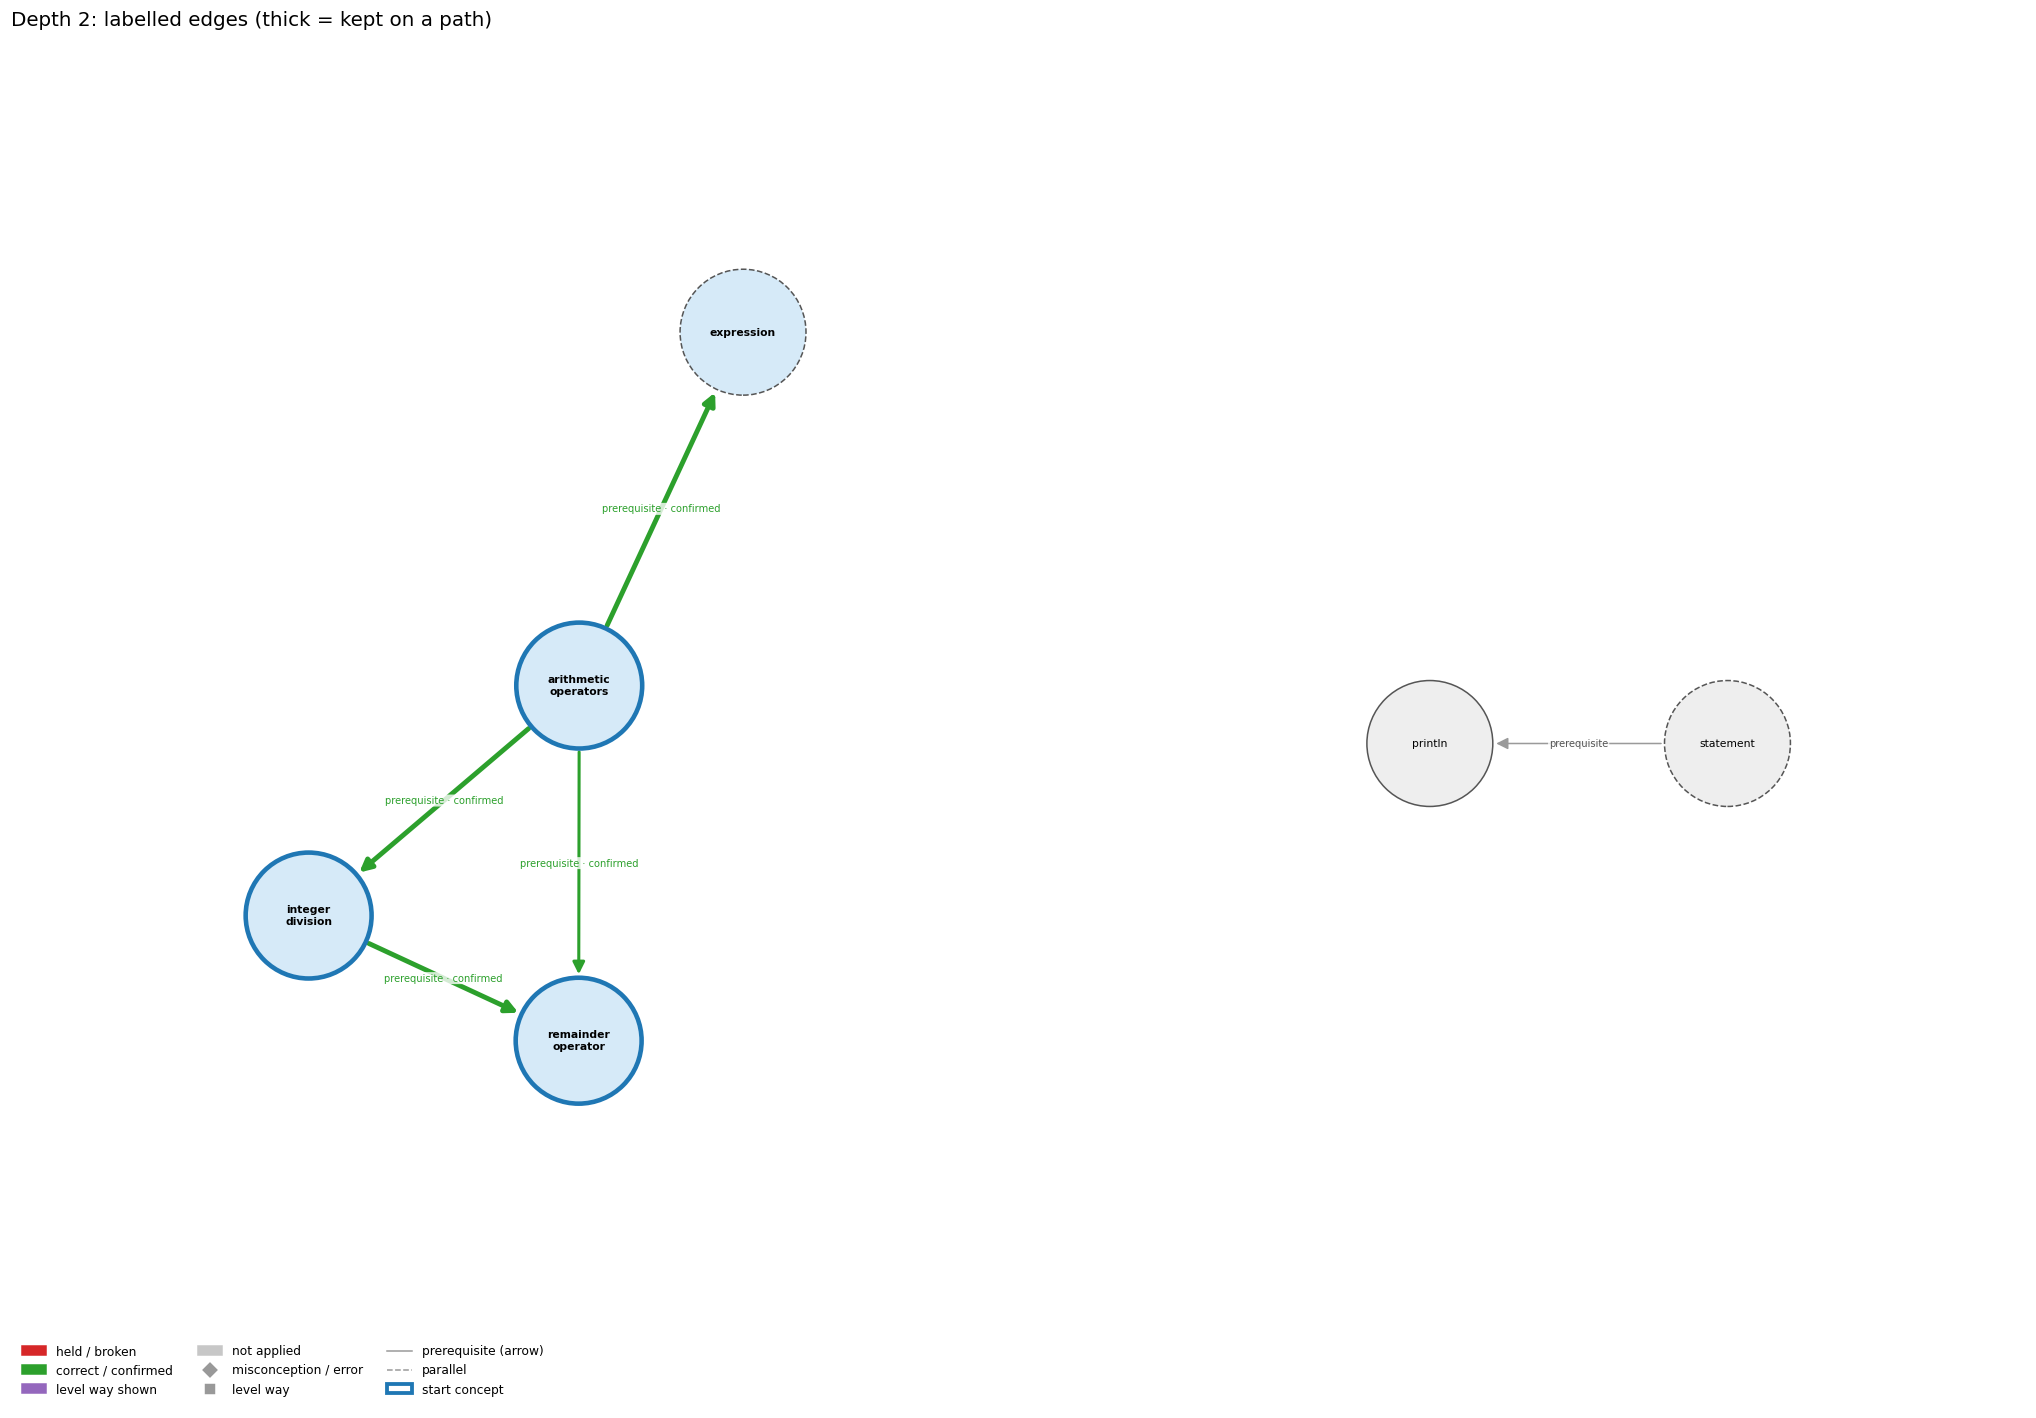 Depth 2: labelled edges (thick = kept on a path)
expression
prerequisite · confirmed
arithmetic
operators
println
prerequisite
statement
prerequisite · confirmed
prerequisite · confirmed
integer
division
prerequisite · confirmed
remainder
operator
held / broken
correct / confirmed
level way shown
not applied
misconception / error
level way
prerequisite (arrow)
parallel
start concept